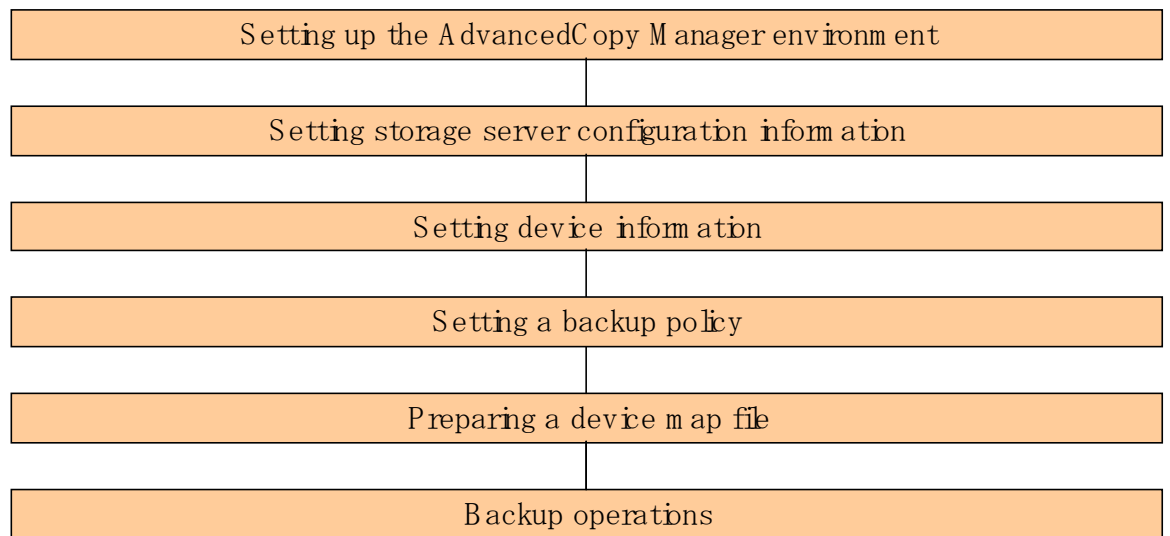 Setting up the AdvancedCopy Manager environment
Setting storage server configuration information
Setting device information
Setting a backup policy
Preparing a device map file
Backup operations